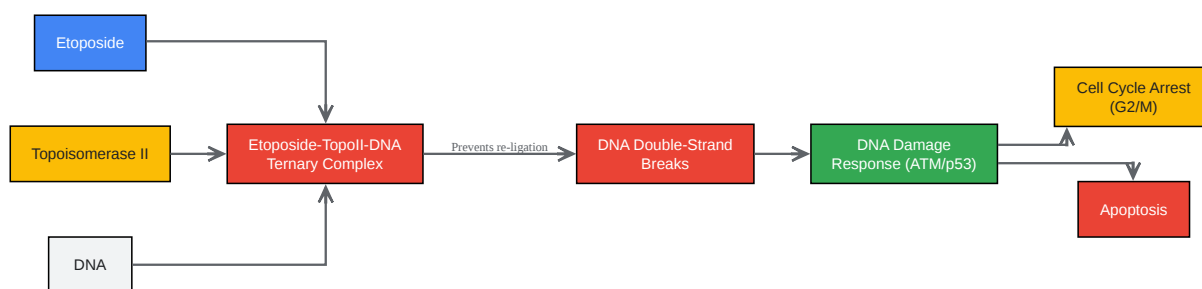 Etoposide
Topoisomerase II
DNA
Etoposide-TopoII-DNA
Ternary Complex
Prevents re-ligation
DNA Double-Strand
Breaks
DNA Damage
Response (ATM/p53)
Cell Cycle Arrest
(G2/M)
Apoptosis